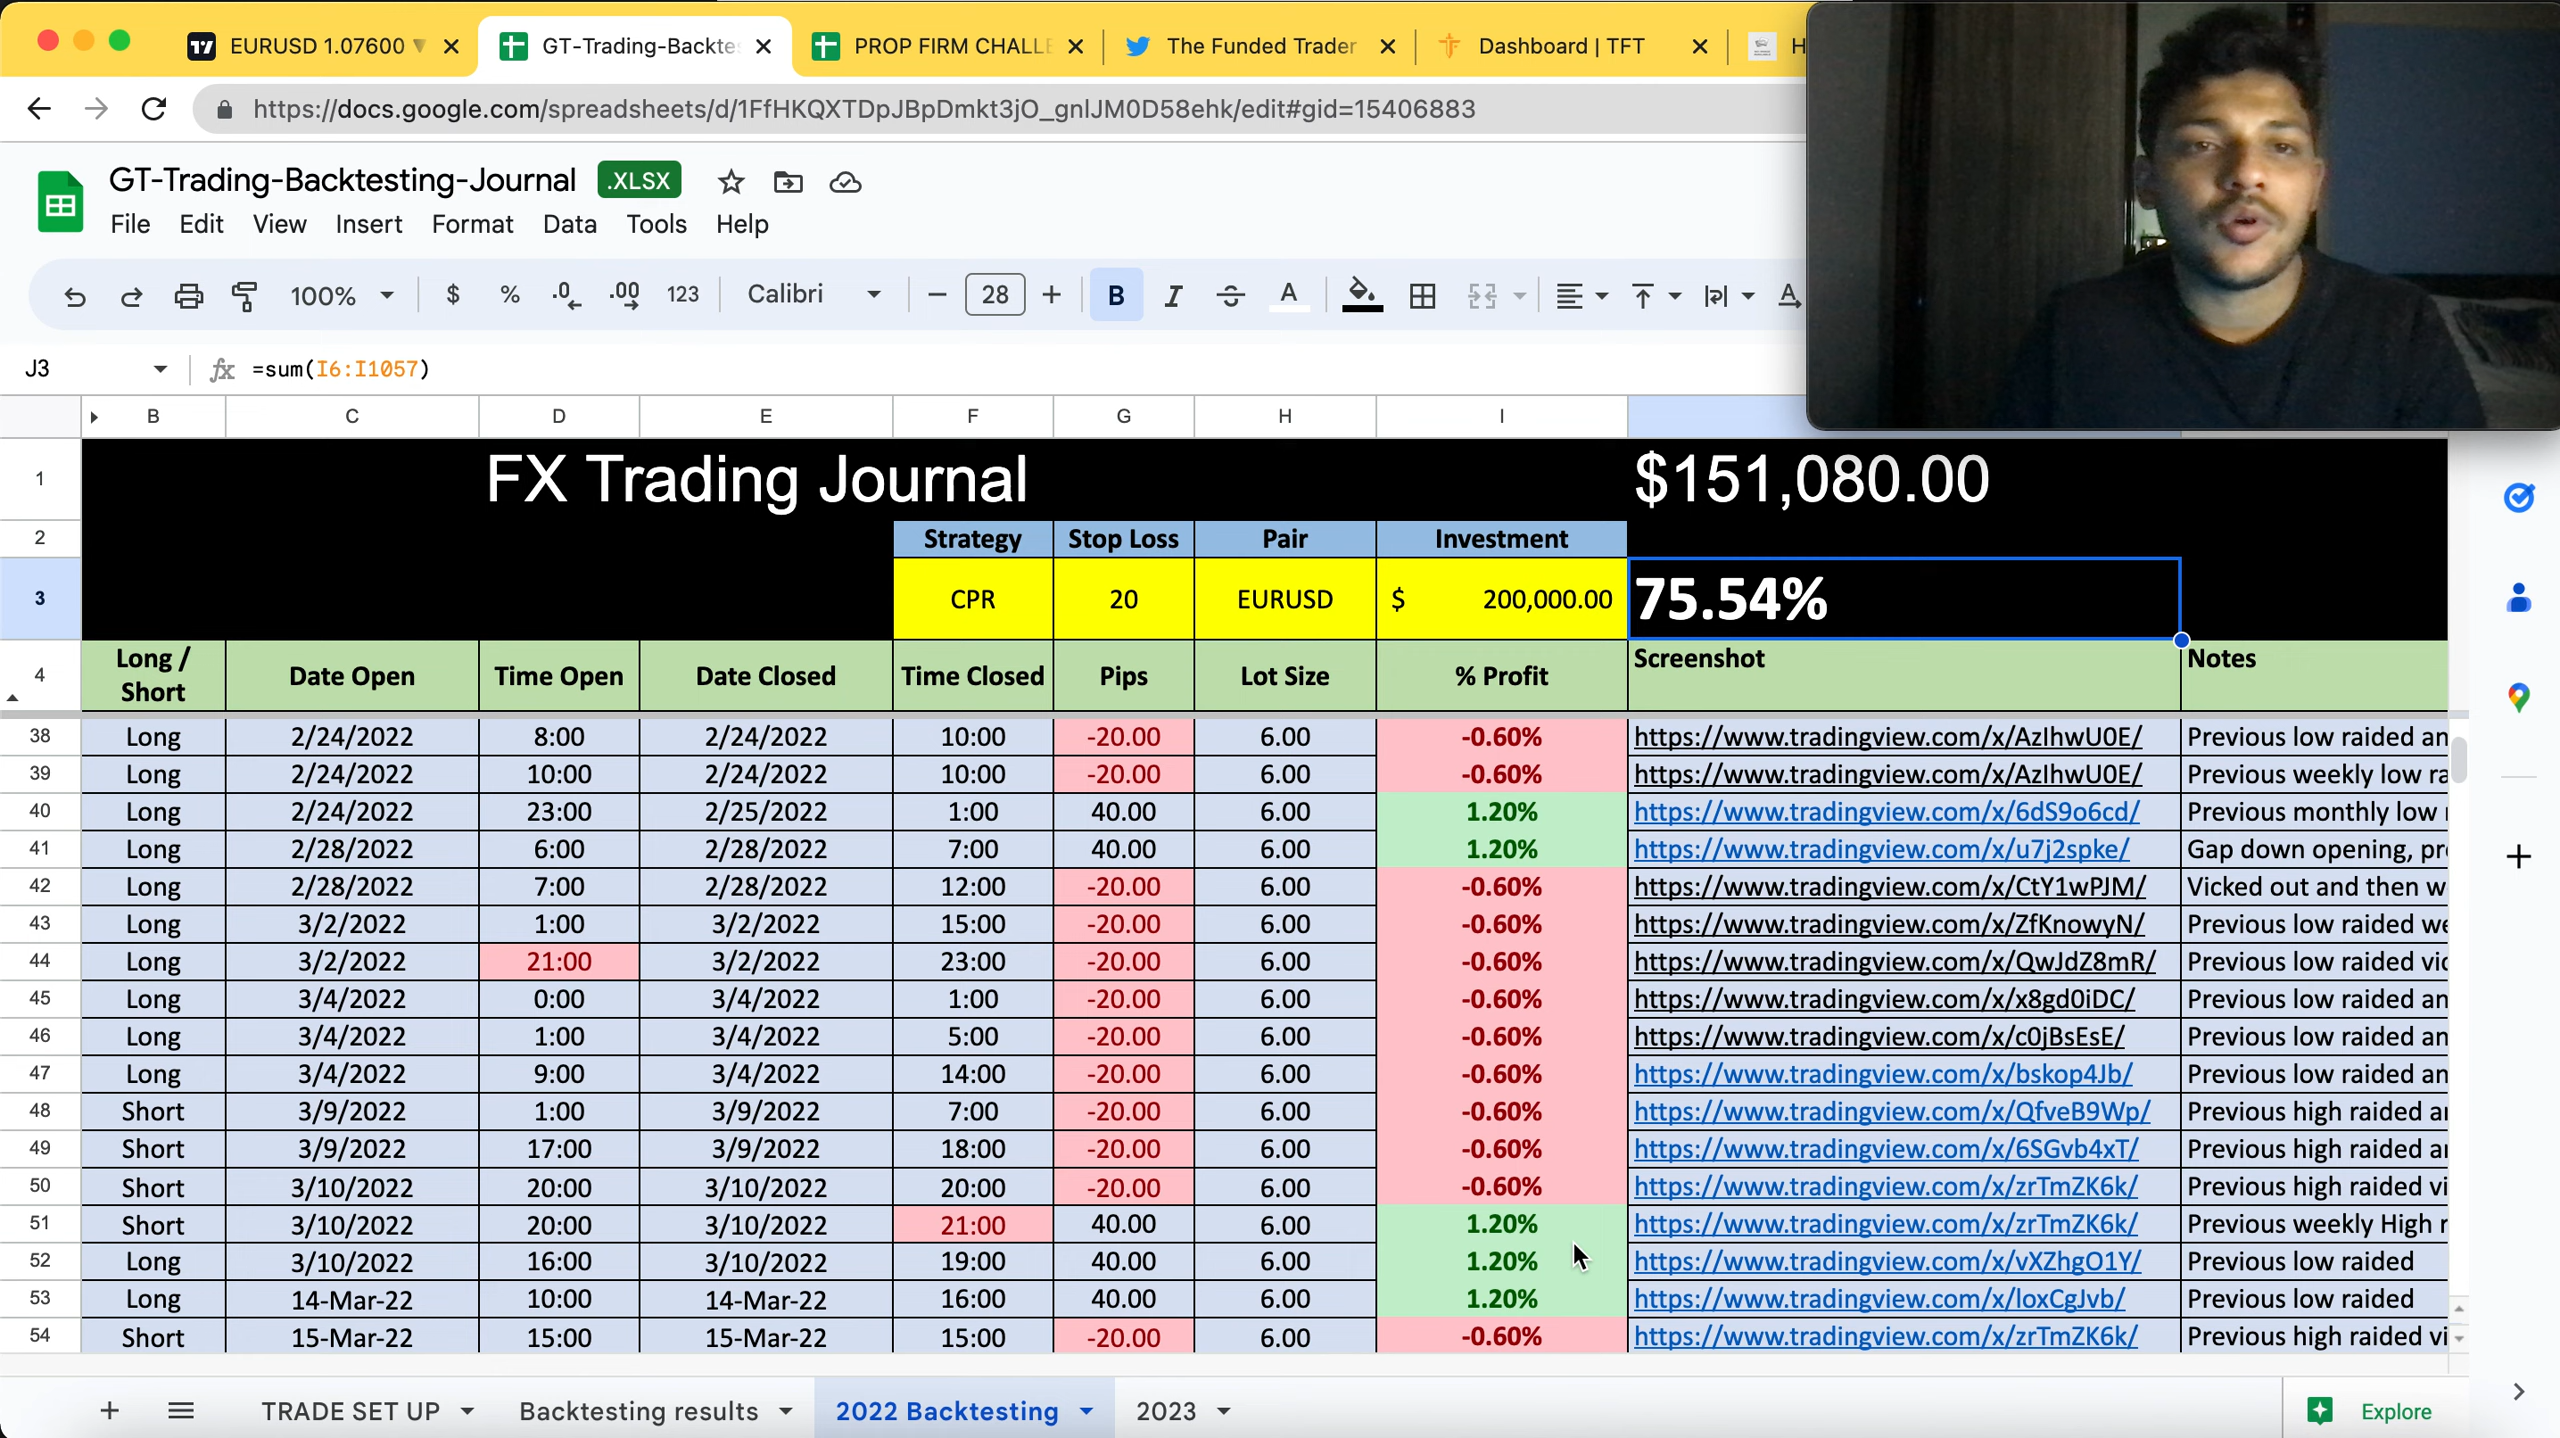 EURUSD 1.07600
GT-Trading-Backtes
PROP FIRM CHALLE
The Funded Trader
Dashboard | TFT
H
https://docs.google.com/spreadsheets/d/1FfHKQXTDpJBpDmkt3jO_gnlJM0D58ehk/edit#gid=15406883
GT-Trading-Backtesting-Journal .XLSX
File Edit View Insert Format Data Tools Help
100% $ % .0 .00 123 Calibri 28 B I A
J3 fx =sum(I6:I1057)
B C D E F G H I
1 FX Trading Journal $151,080.00
2 Strategy Stop Loss Pair Investment
3 CPR 20 EURUSD $ 200,000.00 75.54%
4 Long / Short Date Open Time Open Date Closed Time Closed Pips Lot Size % Profit Screenshot Notes
38 Long 2/24/2022 8:00 2/24/2022 10:00 -20.00 6.00 -0.60% https://www.tradingview.com/x/AzIhwU0E/ Previous low raided an
39 Long 2/24/2022 10:00 2/24/2022 10:00 -20.00 6.00 -0.60% https://www.tradingview.com/x/AzIhwU0E/ Previous weekly low ra
40 Long 2/24/2022 23:00 2/25/2022 1:00 40.00 6.00 1.20% https://www.tradingview.com/x/6dS9o6cd/ Previous monthly low
41 Long 2/28/2022 6:00 2/28/2022 7:00 40.00 6.00 1.20% https://www.tradingview.com/x/u7j2spke/ Gap down opening, pr
42 Long 2/28/2022 7:00 2/28/2022 12:00 -20.00 6.00 -0.60% https://www.tradingview.com/x/CtY1wPJM/ Vicked out and then w
43 Long 3/2/2022 1:00 3/2/2022 15:00 -20.00 6.00 -0.60% https://www.tradingview.com/x/ZfKnowyN/ Previous low raided we
44 Long 3/2/2022 21:00 3/2/2022 23:00 -20.00 6.00 -0.60% https://www.tradingview.com/x/QwJdZ8mR/ Previous low raided vic
45 Long 3/4/2022 0:00 3/4/2022 1:00 -20.00 6.00 -0.60% https://www.tradingview.com/x/x8gd0iDC/ Previous low raided an
46 Long 3/4/2022 1:00 3/4/2022 5:00 -20.00 6.00 -0.60% https://www.tradingview.com/x/c0jBsEsE/ Previous low raided an
47 Long 3/4/2022 9:00 3/4/2022 14:00 -20.00 6.00 -0.60% https://www.tradingview.com/x/bskop4Jb/ Previous low raided an
48 Short 3/9/2022 1:00 3/9/2022 7:00 -20.00 6.00 -0.60% https://www.tradingview.com/x/QfveB9Wp/ Previous high raided a
49 Short 3/9/2022 17:00 3/9/2022 18:00 -20.00 6.00 -0.60% https://www.tradingview.com/x/6SGvb4xT/ Previous high raided a
50 Short 3/10/2022 20:00 3/10/2022 20:00 -20.00 6.00 -0.60% https://www.tradingview.com/x/zrTmZK6k/ Previous high raided vi
51 Short 3/10/2022 20:00 3/10/2022 21:00 40.00 6.00 1.20% https://www.tradingview.com/x/zrTmZK6k/ Previous weekly High r
52 Long 3/10/2022 16:00 3/10/2022 19:00 40.00 6.00 1.20% https://www.tradingview.com/x/vXZhgO1Y/ Previous low raided
53 Long 14-Mar-22 10:00 14-Mar-22 16:00 40.00 6.00 1.20% https://www.tradingview.com/x/loxCgJvb/ Previous low raided
54 Short 15-Mar-22 15:00 15-Mar-22 15:00 -20.00 6.00 -0.60% https://www.tradingview.com/x/zrTmZK6k/ Previous high raided vi
TRADE SET UP Backtesting results 2022 Backtesting 2023 Explore